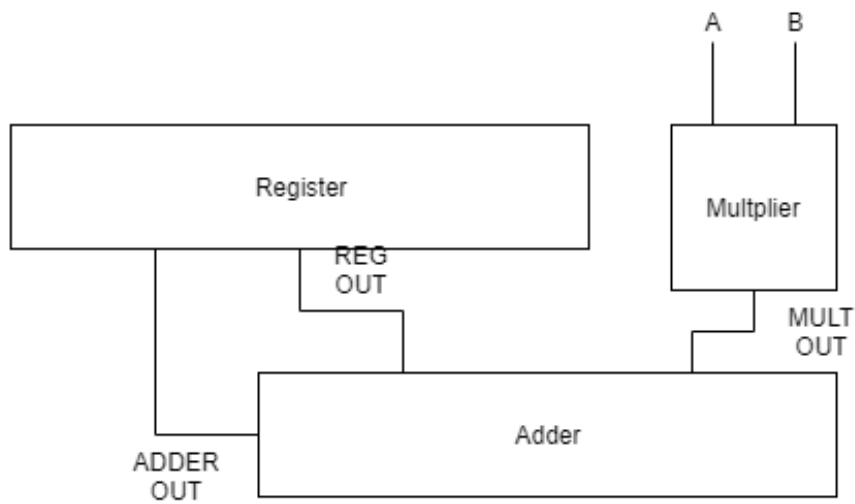 A B
Register
Multplier
REG
OUT
MULT
OUT
Adder
ADDER
OUT